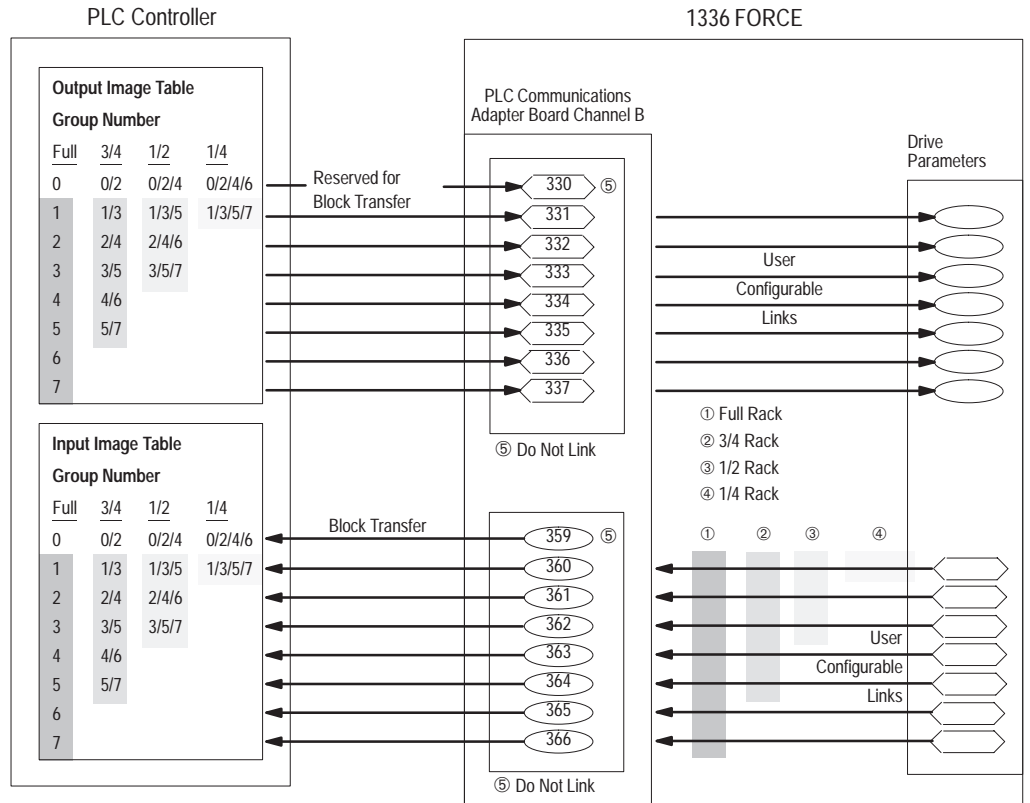 PLC Controller
1336 FORCE
Output Image Table
Group Number
Full 3/4 1/2 1/4
0 0/2 0/2/4 0/2/4/6
1 1/3 1/3/5 1/3/5/7
2 2/4 2/4/6
3 3/5 3/5/7
4 4/6
5 5/7
6
7
Reserved for
Block Transfer
PLC Communications
Adapter Board Channel B
330 ⑤
331
332
333
334
335
336
337
⑤ Do Not Link
Drive
Parameters
User
Configurable
Links
① Full Rack
② 3/4 Rack
③ 1/2 Rack
④ 1/4 Rack
Input Image Table
Group Number
Full 3/4 1/2 1/4
0 0/2 0/2/4 0/2/4/6
1 1/3 1/3/5 1/3/5/7
2 2/4 2/4/6
3 3/5 3/5/7
4 4/6
5 5/7
6
7
Block Transfer
359 ⑤
360
361
362
363
364
365
366
⑤ Do Not Link
① ② ③ ④
User
Configurable
Links